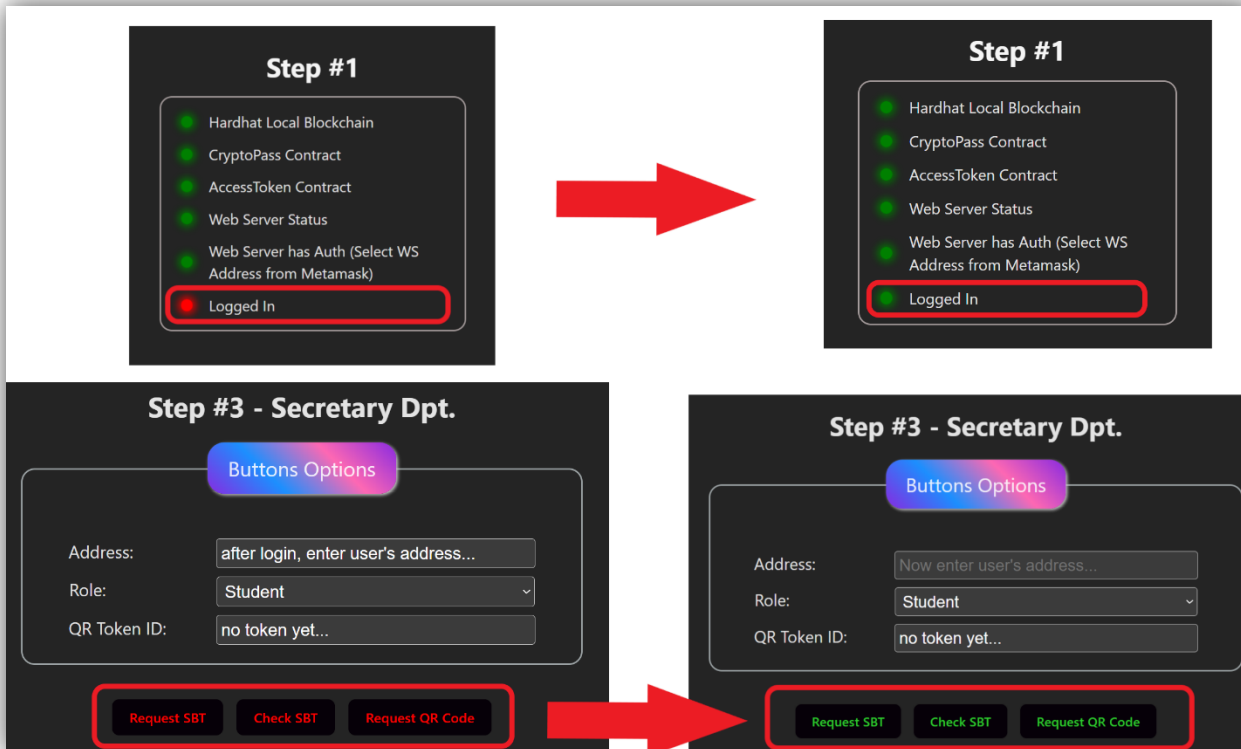 Step #1
Hardhat Local Blockchain
CryptoPass Contract
AccessToken Contract
Web Server Status
Web Server has Auth (Select WS
Address from Metamask)
Logged In
Step #1
Hardhat Local Blockchain
CryptoPass Contract
AccessToken Contract
Web Server Status
Web Server has Auth (Select WS
Address from Metamask)
Logged In
Step #3 - Secretary Dpt.
Buttons Options
Address: after login, enter user's address...
Role: Student
QR Token ID: no token yet...
Request SBT Check SBT Request QR Code
Step #3 - Secretary Dpt.
Buttons Options
Address: Now enter user's address...
Role: Student
QR Token ID: no token yet...
Request SBT Check SBT Request QR Code